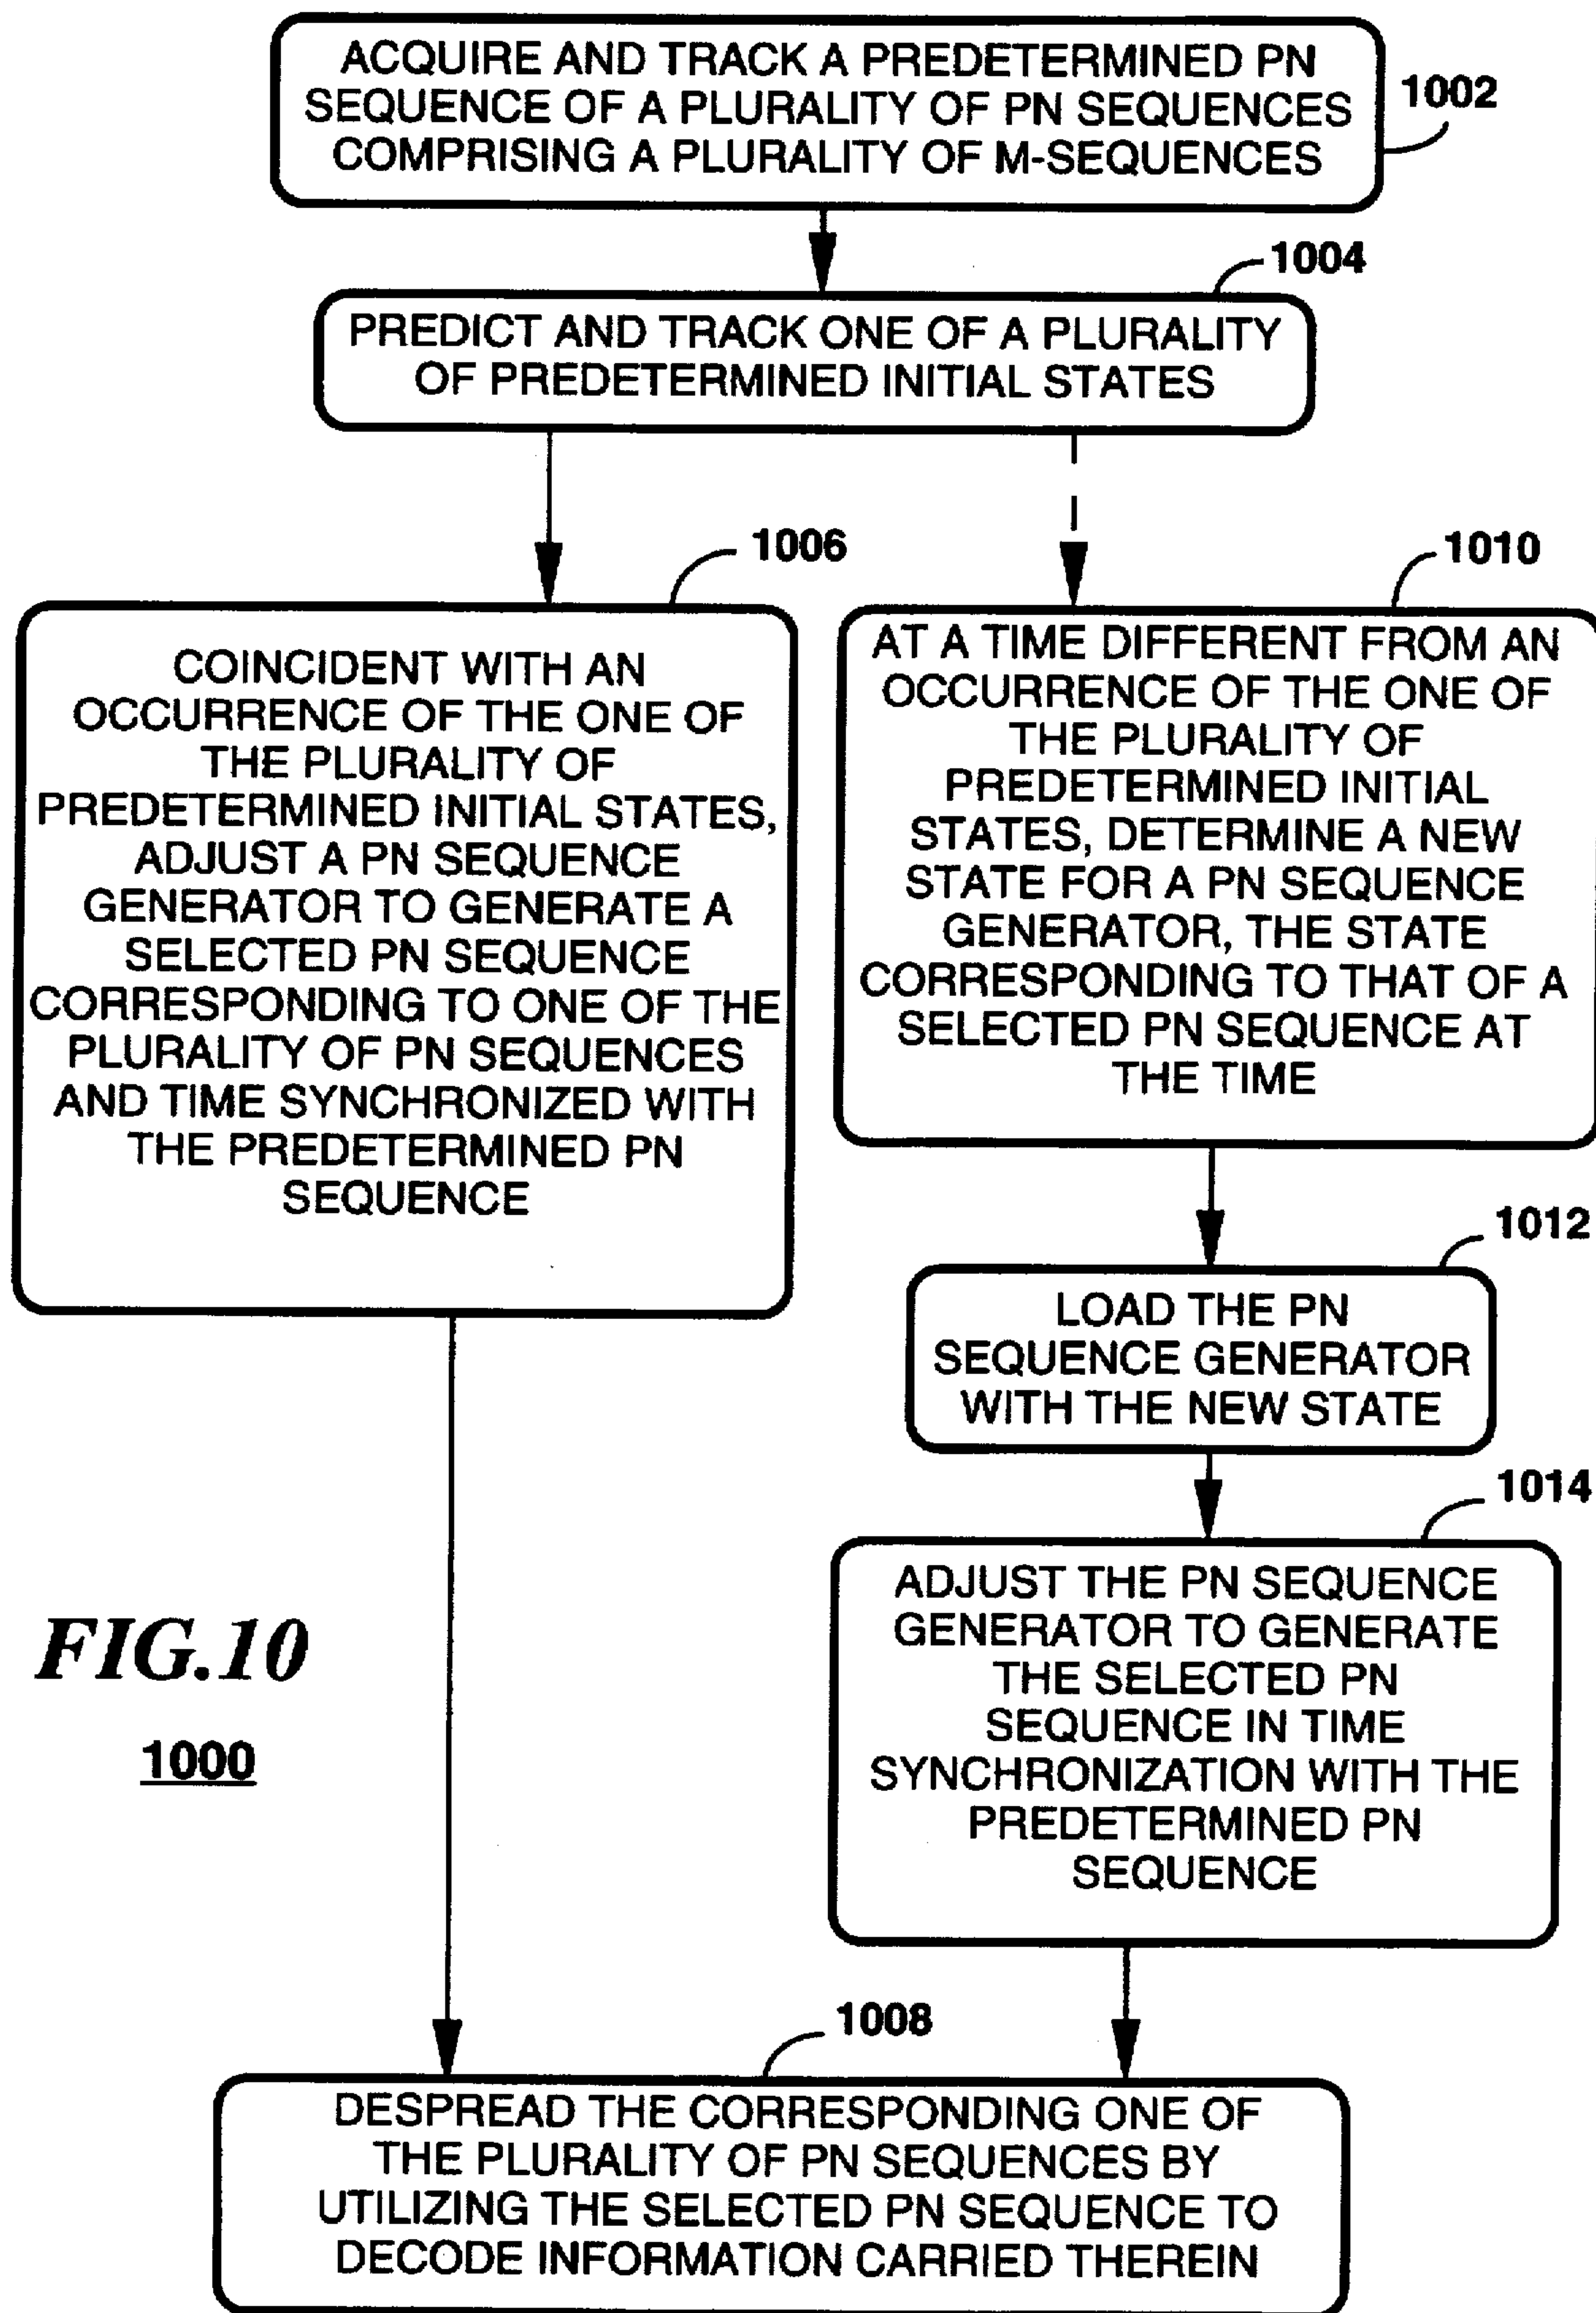 ACQUIRE AND TRACK A PREDETERMINED PN
SEQUENCE OF A PLURALITY OF PN SEQUENCES
COMPRISING A PLURALITY OF M-SEQUENCES
1002
1004
PREDICT AND TRACK ONE OF A PLURALITY
OF PREDETERMINED INITIAL STATES
1006
COINCIDENT WITH AN
OCCURRENCE OF THE ONE OF
THE PLURALITY OF
PREDETERMINED INITIAL STATES,
ADJUST A PN SEQUENCE
GENERATOR TO GENERATE A
SELECTED PN SEQUENCE
CORRESPONDING TO ONE OF THE
PLURALITY OF PN SEQUENCES
AND TIME SYNCHRONIZED WITH
THE PREDETERMINED PN
SEQUENCE
1010
AT A TIME DIFFERENT FROM AN
OCCURRENCE OF THE ONE OF
THE PLURALITY OF
PREDETERMINED INITIAL
STATES, DETERMINE A NEW
STATE FOR A PN SEQUENCE
GENERATOR, THE STATE
CORRESPONDING TO THAT OF A
SELECTED PN SEQUENCE AT
THE TIME
1012
LOAD THE PN
SEQUENCE GENERATOR
WITH THE NEW STATE
1014
ADJUST THE PN SEQUENCE
GENERATOR TO GENERATE
THE SELECTED PN
SEQUENCE IN TIME
SYNCHRONIZATION WITH THE
PREDETERMINED PN
SEQUENCE
FIG.10
1000
1008
DESPREAD THE CORRESPONDING ONE OF
THE PLURALITY OF PN SEQUENCES BY
UTILIZING THE SELECTED PN SEQUENCE TO
DECODE INFORMATION CARRIED THEREIN